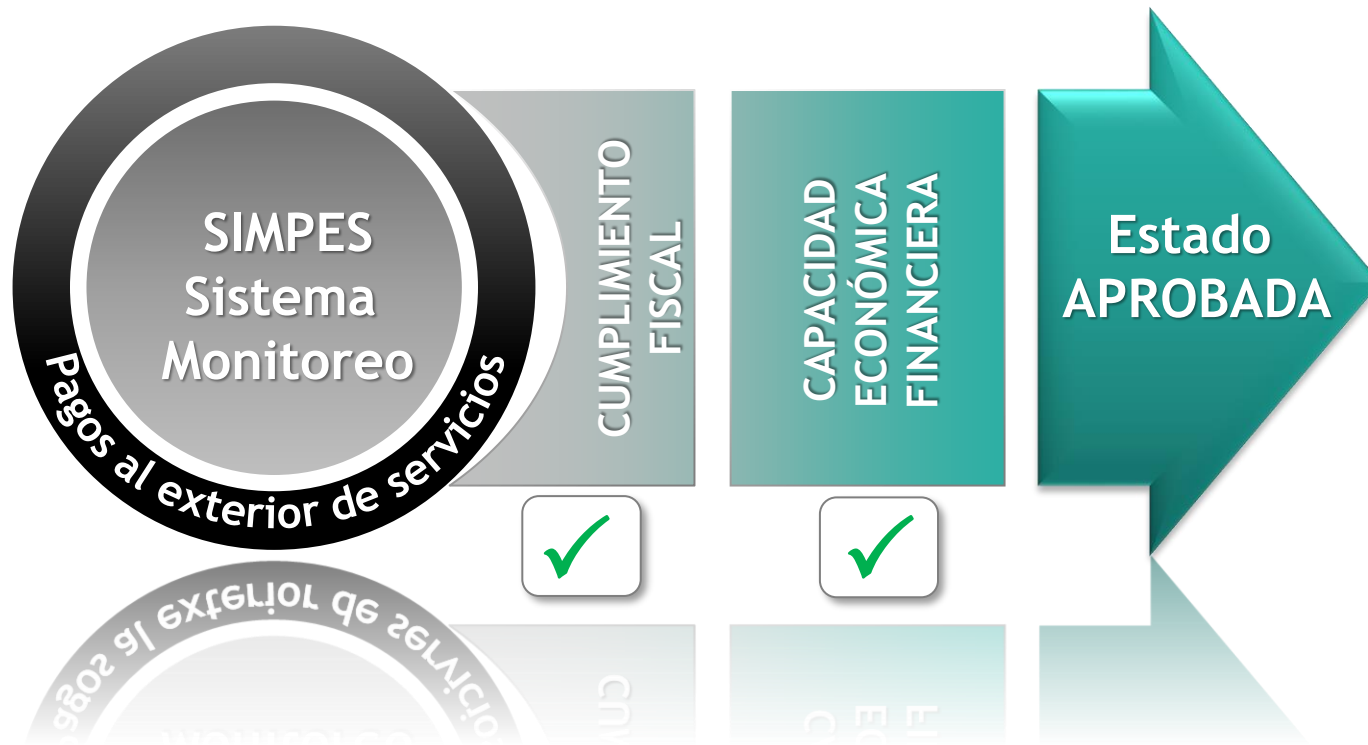 SIMPES
Sistema
Monitoreo
Pagos al exterior de servicios
CUMPLIMIENTO
FISCAL
CAPACIDAD
ECONÓMICA
FINANCIERA
Estado
APROBADA